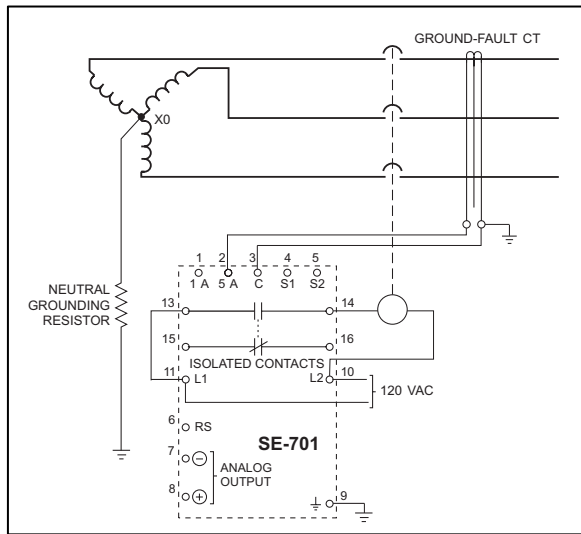 GROUND-FAULT CT
X0
1 2 3 4 5
1 A 5 A C S1 S2
NEUTRAL
GROUNDING
RESISTOR
13 14
15 16
ISOLATED CONTACTS
11 L1 L2 10
120 VAC
6 RS
SE-701
7 −
ANALOG
OUTPUT
8 +
9